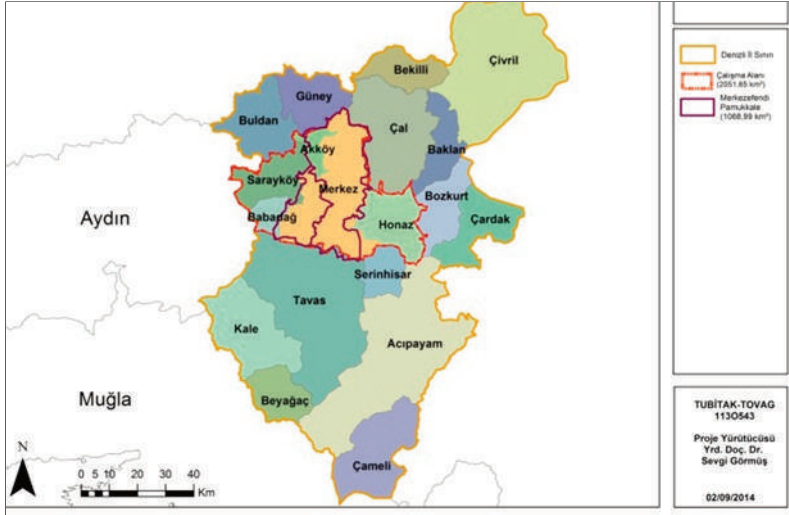 Çivril
Bekilli
Güney
Buldan
Çal
Akköy
Baklan
Sarayköy
Merkez
Bozkurt
Babadağ
Honaz
Çardak
Aydın
Serinhisar
Tavas
Kale
Acıpayam
Muğla
Beyağaç
Çameli
N
0 5 10 20 30 40
Km
Denizli İl Sınırı
Çalışma Alanı
(2051,65 km²)
Merkezefendi
Pamukkale
(1068,99 km²)
TUBİTAK-TOVAG
113O543
Proje Yürütücüsü
Yrd. Doç. Dr.
Sevgi Görmüş
02/09/2014